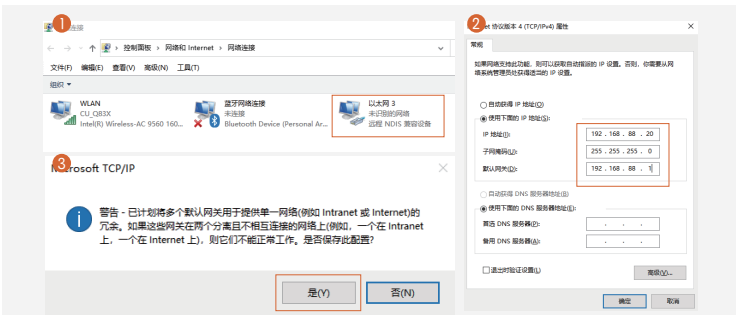 1
连接
控制面板 › 网络和 Internet › 网络连接
文件(F) 编辑(E) 查看(V) 高级(N) 工具(T)
组织
WLAN
CU_QB3X
Intel(R) Wireless-AC 9560 160...
蓝牙网络连接
未连接
Bluetooth Device (Personal Ar...
以太网 3
未识别的网络
远程 NDIS 兼容设备
2
et 协议版本 4 (TCP/IPv4) 属性
常规
如果网络支持此功能，则可以获取自动指派的 IP 设置。否则，你需要从网
络系统管理员处获得适当的 IP 设置。
自动获得 IP 地址(O)
使用下面的 IP 地址(S):
IP 地址(I): 192 . 168 . 88 . 20
子网掩码(U): 255 . 255 . 255 . 0
默认网关(D): 192 . 168 . 88 . 1
自动获得 DNS 服务器地址(B)
使用下面的 DNS 服务器地址(E):
首选 DNS 服务器(P): . . .
备用 DNS 服务器(A): . . .
退出时验证设置(L)
高级(V)...
确定 取消
3
rosoft TCP/IP
警告 - 已计划将多个默认网关用于提供单一网络(例如 Intranet 或 Internet)的
冗余。如果这些网关在两个分离且不相互连接的网络上(例如，一个在 Intranet
上，一个在 Internet 上)，则它们不能正常工作。是否保存此配置?
是(Y) 否(N)